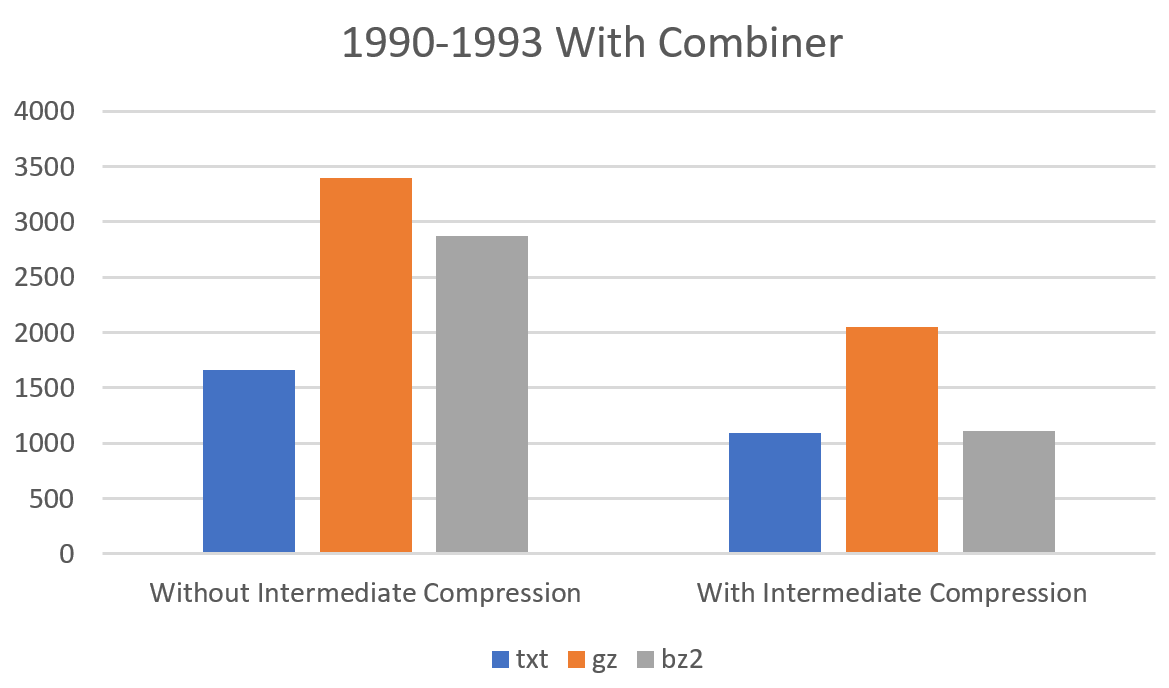 1990-1993 With Combiner
4000
3500
3000
2500
2000
1500
1000
500
0
Without Intermediate Compression
With Intermediate Compression
txt gz bz2